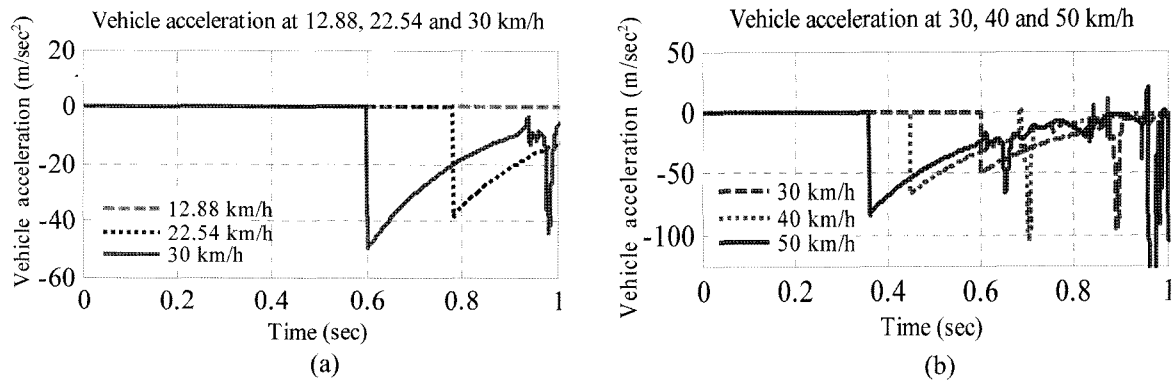 Vehicle acceleration at 12.88, 22.54 and 30 km/h
Vehicle acceleration (m/sec²)
20
0
-20
-40
-60
12.88 km/h
22.54 km/h
30 km/h
0 0.2 0.4 0.6 0.8 1
Time (sec)
(a)
Vehicle acceleration at 30, 40 and 50 km/h
Vehicle acceleration (m/sec²)
50
0
-50
-100
30 km/h
40 km/h
50 km/h
0 0.2 0.4 0.6 0.8 1
Time (sec)
(b)